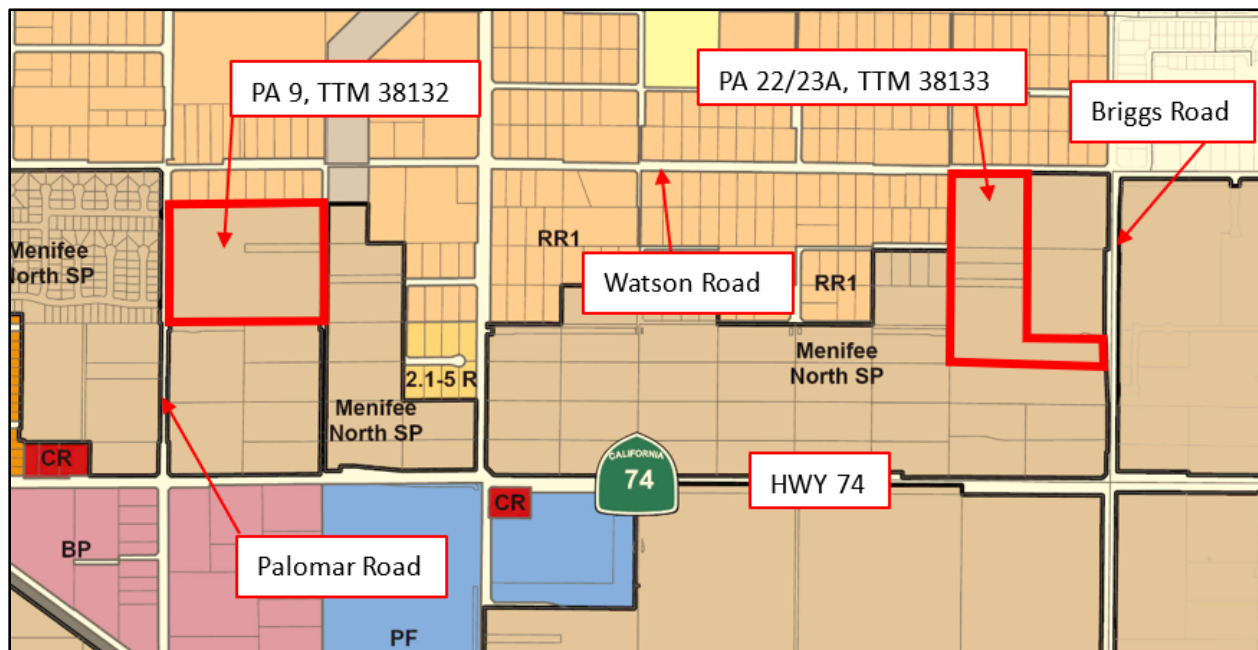 PA 9, TTM 38132
PA 22/23A, TTM 38133
Briggs Road
Menifee
North SP
RR1
Watson Road
RR1
2.1-5 R
Menifee
North SP
Menifee
North SP
CR
CALIFORNIA
74
HWY 74
CR
BP
Palomar Road
PF